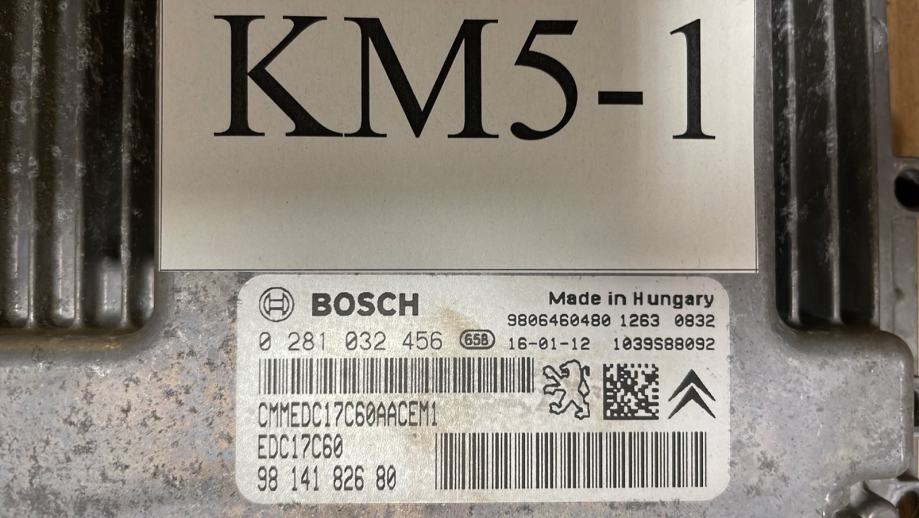 KM5-1
BOSCH
Made in Hungary
9806460480 1263 0832
0 281 032 456 658 16-01-12 1039S88092
CMMEDC17C60AACEM1
EDC17C60
98 141 826 80